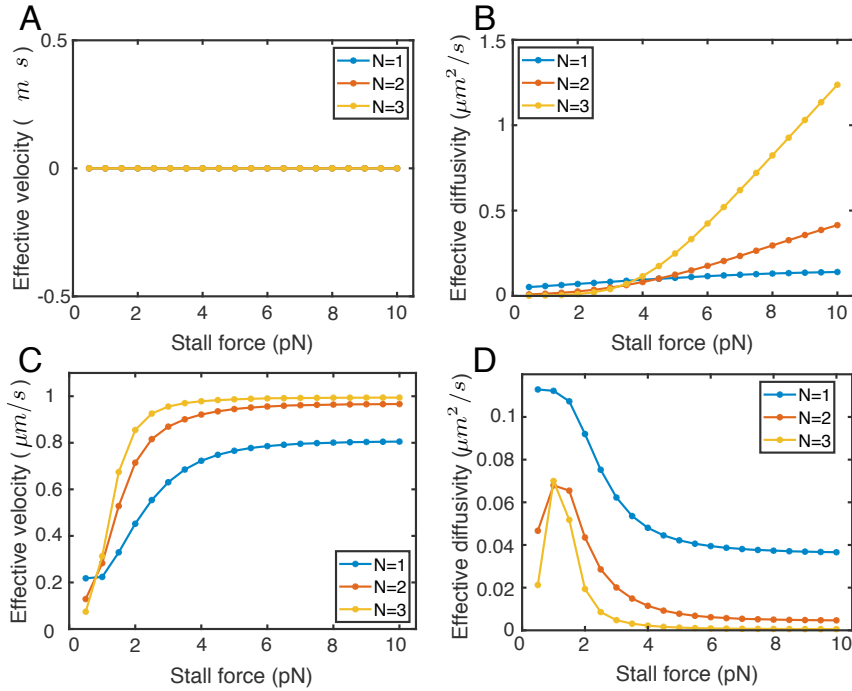 A
Effective velocity ( m s)
0.5
0
-0.5
N=1
N=2
N=3
0 2 4 6 8 10
Stall force (pN)
B
Effective diffusivity (μm²/s)
1.5
1
0.5
0
N=1
N=2
N=3
0 2 4 6 8 10
Stall force (pN)
C
Effective velocity (μm/s)
1
0.8
0.6
0.4
0.2
0
N=1
N=2
N=3
0 2 4 6 8 10
Stall force (pN)
D
Effective diffusivity (μm²/s)
0.1
0.08
0.06
0.04
0.02
0
N=1
N=2
N=3
0 2 4 6 8 10
Stall force (pN)